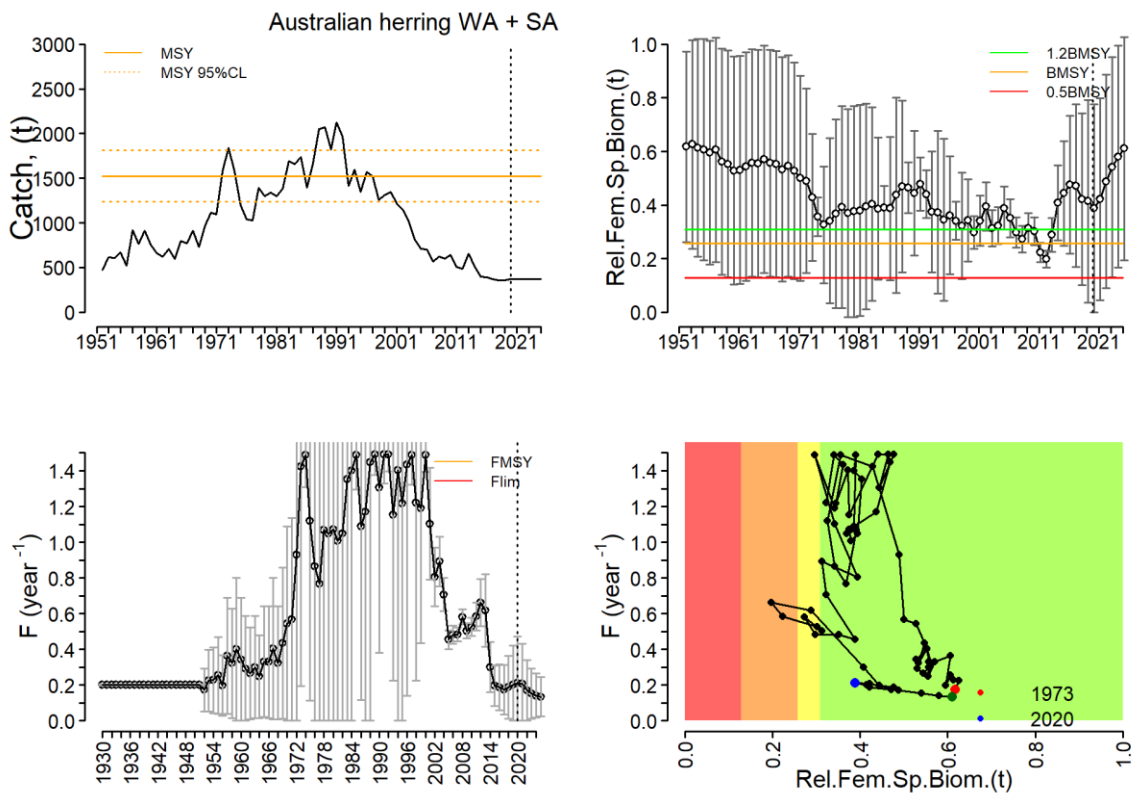 Australian herring WA + SA
Catch, (t)
3000
2500
2000
1500
1000
500
0
MSY
MSY 95%CL
1951 1961 1971 1981 1991 2001 2011 2021
Rel.Fem.Sp.Biom.(t)
1.0
0.8
0.6
0.4
0.2
0.0
1.2BMSY
BMSY
0.5BMSY
1951 1961 1971 1981 1991 2001 2011 2021
F (year -1)
1.4
1.2
1.0
0.8
0.6
0.4
0.2
0.0
FMSY
Flim
1930 1936 1942 1948 1954 1960 1966 1972 1978 1984 1990 1996 2002 2008 2014 2020
F (year -1)
1.4
1.2
1.0
0.8
0.6
0.4
0.2
0.0
1973
2020
0.0 0.2 0.4 0.6 0.8 1.0
Rel.Fem.Sp.Biom.(t)